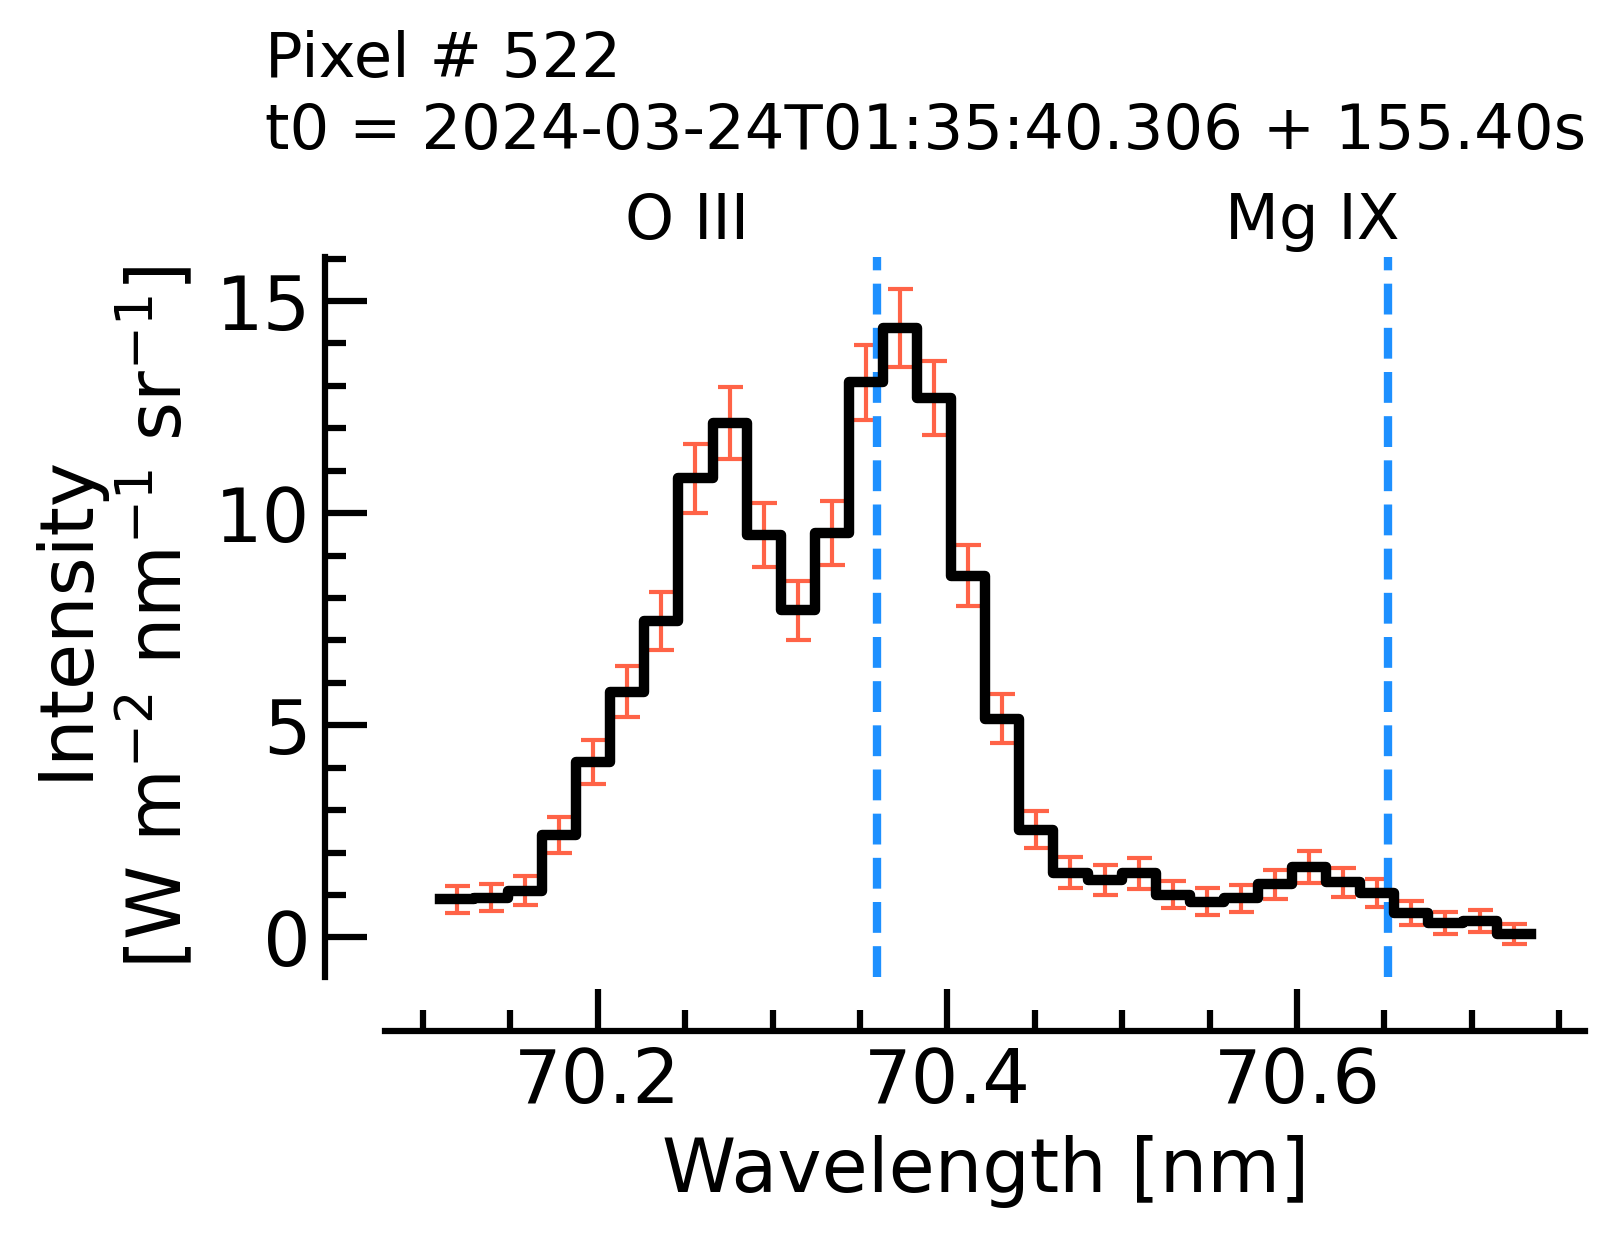 Pixel # 522
t0 = 2024-03-24T01:35:40.306 + 155.40s
O III Mg IX
Intensity
[W m⁻² nm⁻¹ sr⁻¹]
15
10
5
0
70.2 70.4 70.6
Wavelength [nm]